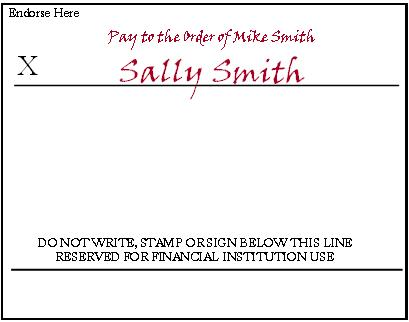 Endorse Here
Pay to the Order of Mike Smith
X Sally Smith
DO NOT WRITE, STAMP OR SIGN BELOW THIS LINE
RESERVED FOR FINANCIAL INSTITUTION USE